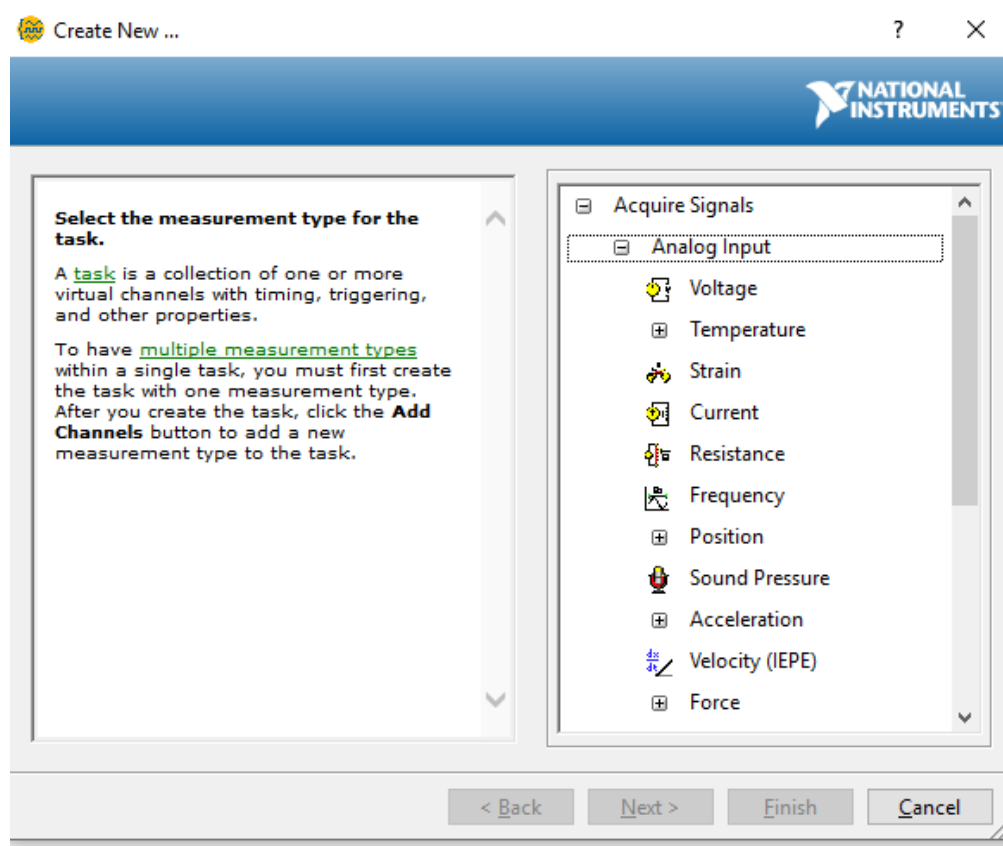 Create New ...
?
NATIONAL
INSTRUMENTS
Select the measurement type for the
task.
A task is a collection of one or more
virtual channels with timing, triggering,
and other properties.
To have multiple measurement types
within a single task, you must first create
the task with one measurement type.
After you create the task, click the Add
Channels button to add a new
measurement type to the task.
Acquire Signals
Analog Input
Voltage
Temperature
Strain
Current
Resistance
Frequency
Position
Sound Pressure
Acceleration
Velocity (IEPE)
Force
< Back
Next >
Finish
Cancel